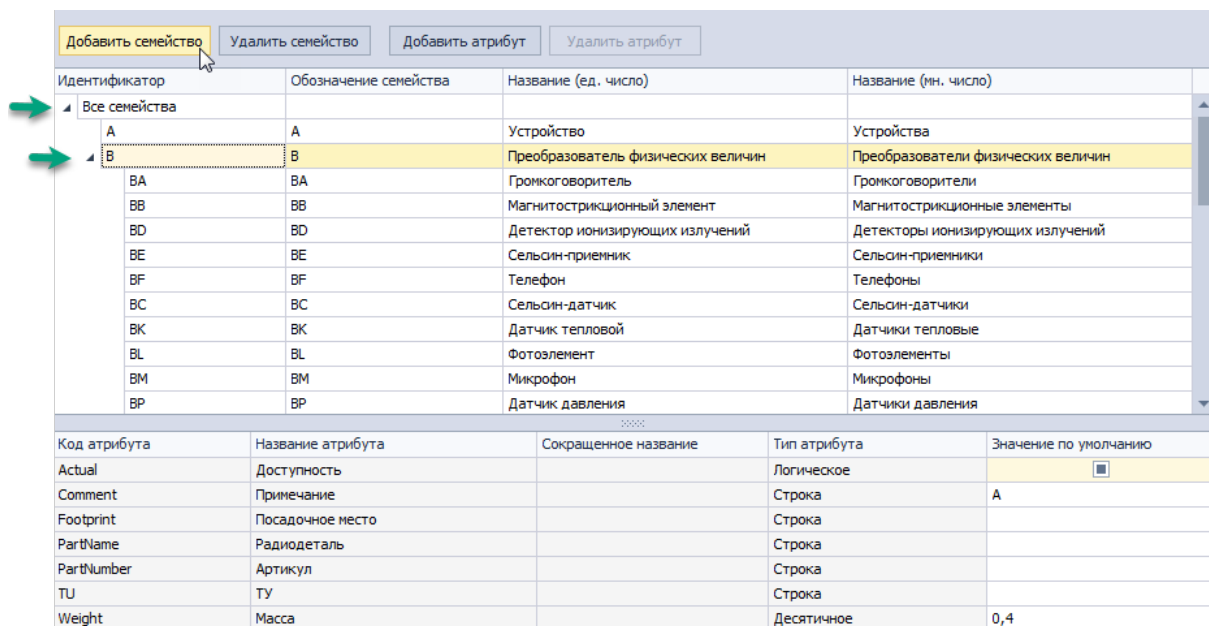 Добавить семейство Удалить семейство Добавить атрибут Удалить атрибут
Идентификатор Обозначение семейства Название (ед. число) Название (мн. число)
Все семейства
A A Устройство Устройства
B B Преобразователь физических величин Преобразователи физических величин
BA BA Громкоговоритель Громкоговорители
BB BB Магнитострикционный элемент Магнитострикционные элементы
BD BD Детектор ионизирующих излучений Детекторы ионизирующих излучений
BE BE Сельсин-приемник Сельсин-приемники
BF BF Телефон Телефоны
BC BC Сельсин-датчик Сельсин-датчики
BK BK Датчик тепловой Датчики тепловые
BL BL Фотоэлемент Фотоэлементы
BM BM Микрофон Микрофоны
BP BP Датчик давления Датчики давления
Код атрибута Название атрибута Сокращенное название Тип атрибута Значение по умолчанию
Actual Доступность Логическое
Comment Примечание Строка A
Footprint Посадочное место Строка
PartName Радиодеталь Строка
PartNumber Артикул Строка
TU ТУ Строка
Weight Масса Десятичное 0,4